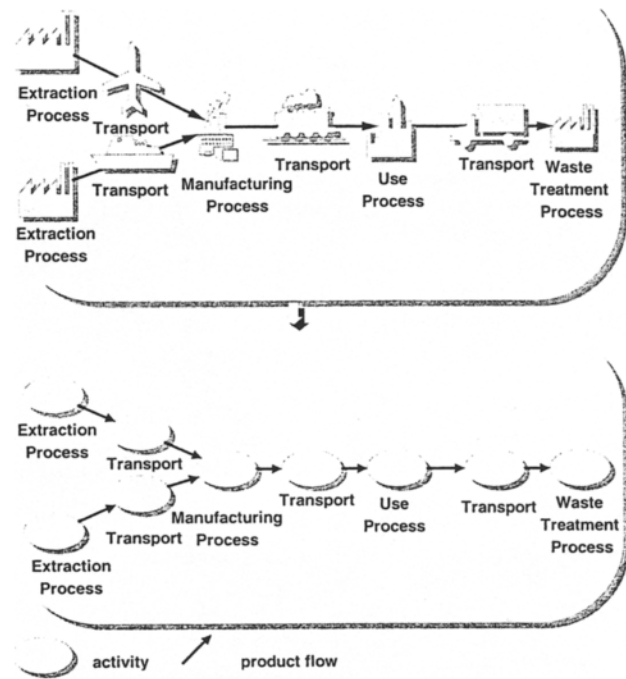 Extraction
Process
Transport
Transport
Extraction
Process
Manufacturing
Process
Transport
Use
Process
Transport
Waste
Treatment
Process
Extraction
Process
Transport
Transport
Extraction
Process
Manufacturing
Process
Transport
Use
Process
Transport
Waste
Treatment
Process
activity
product flow